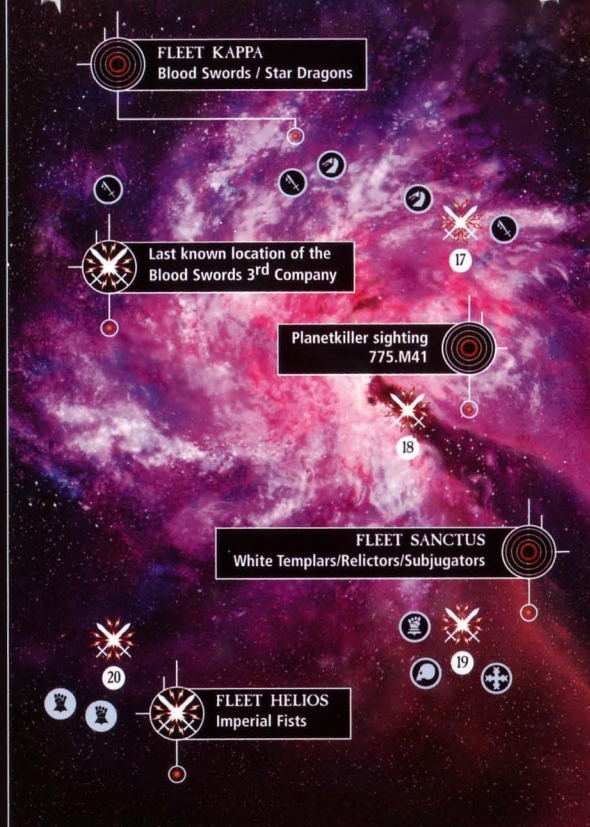 FLEET KAPPA
Blood Swords / Star Dragons
Last known location of the
Blood Swords 3rd Company
17
Planetkiller sighting
775.M41
18
FLEET SANCTUS
White Templars/Relictors/Subjugators
19
20
FLEET HELIOS
Imperial Fists